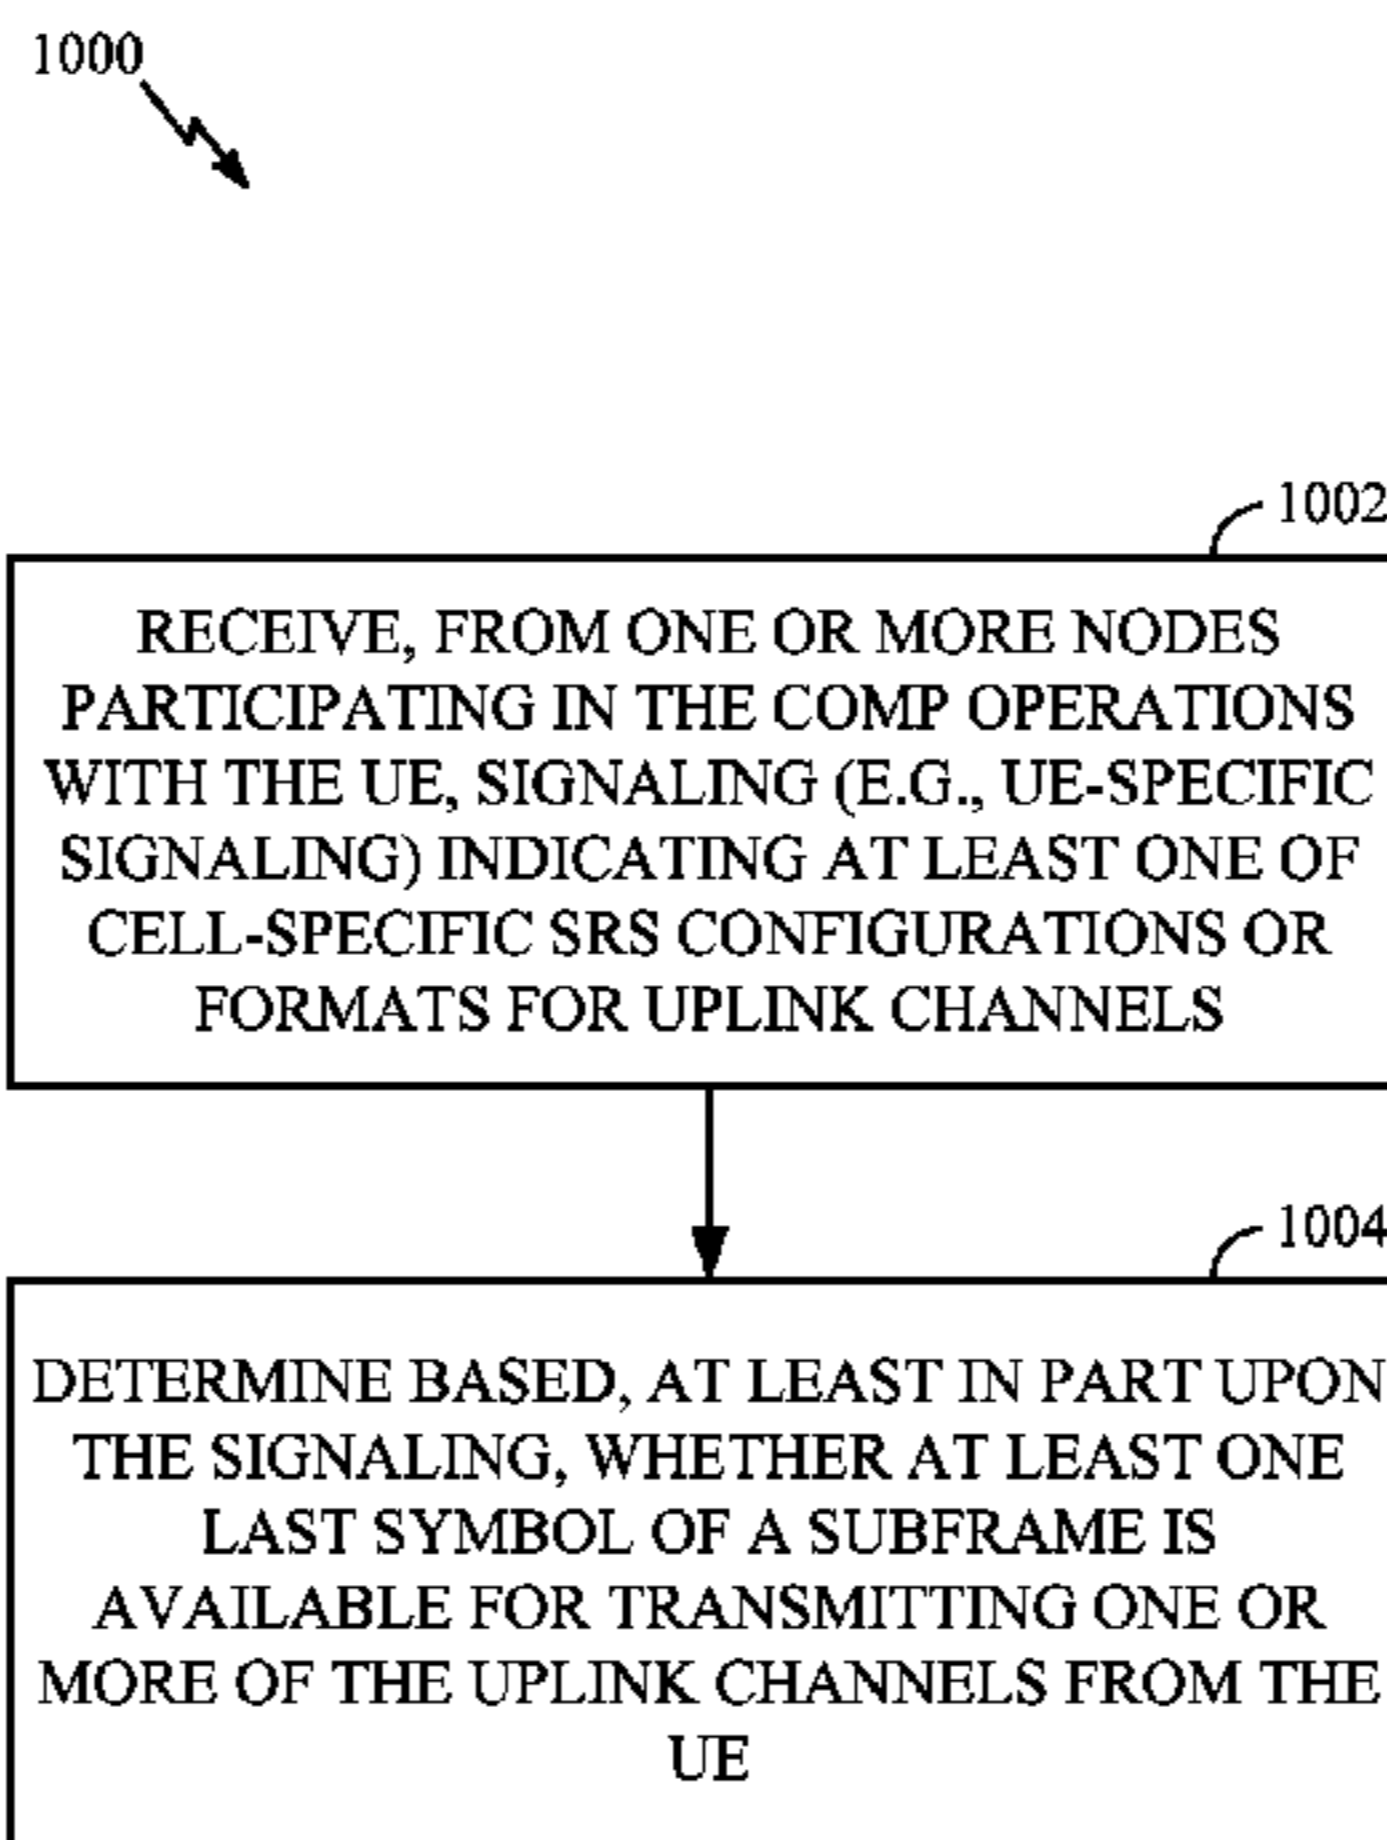 1000
1002
RECEIVE, FROM ONE OR MORE NODES
PARTICIPATING IN THE COMP OPERATIONS
WITH THE UE, SIGNALING (E.G., UE-SPECIFIC
SIGNALING) INDICATING AT LEAST ONE OF
CELL-SPECIFIC SRS CONFIGURATIONS OR
FORMATS FOR UPLINK CHANNELS
1004
DETERMINE BASED, AT LEAST IN PART UPON
THE SIGNALING, WHETHER AT LEAST ONE
LAST SYMBOL OF A SUBFRAME IS
AVAILABLE FOR TRANSMITTING ONE OR
MORE OF THE UPLINK CHANNELS FROM THE
UE